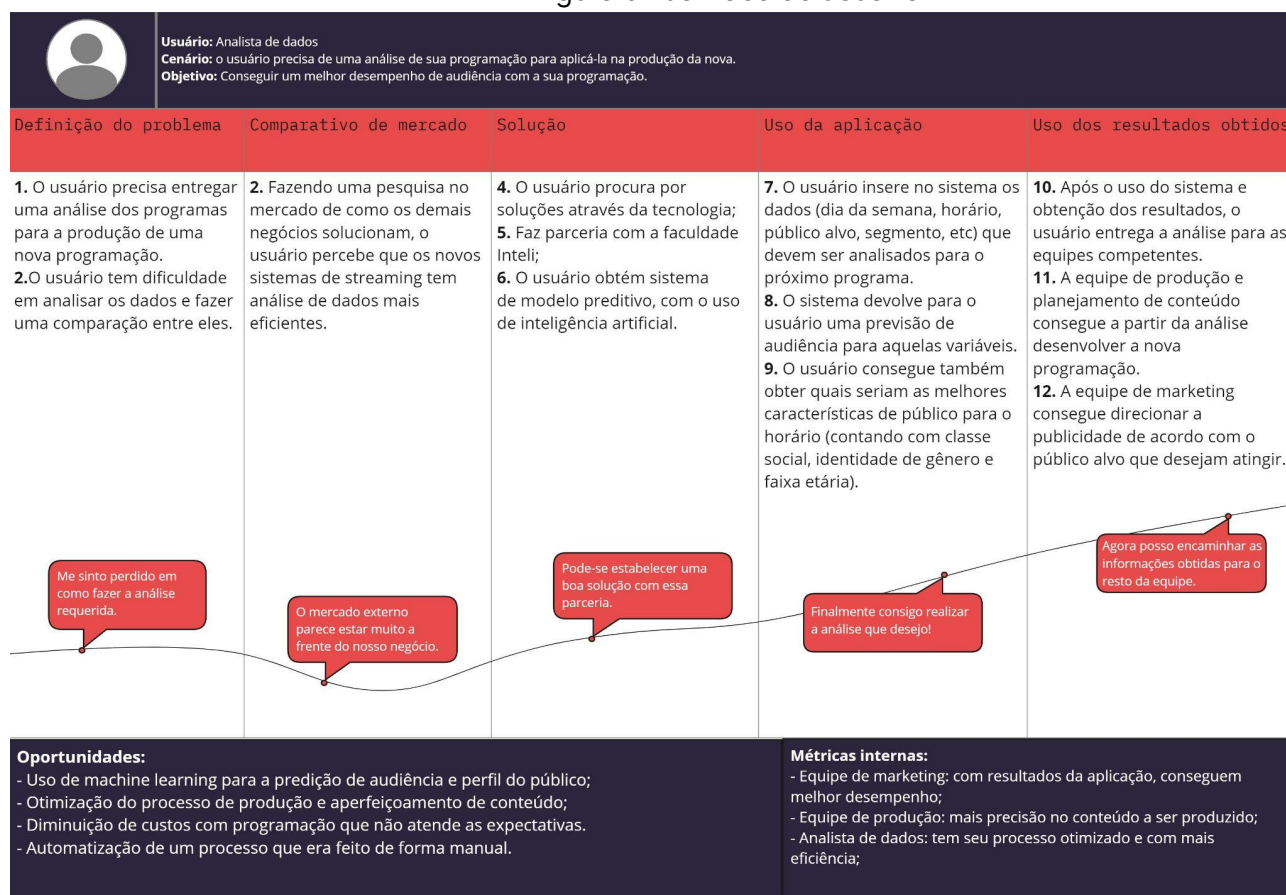 Usuário: Analista de dados
Cenário: o usuário precisa de uma análise de sua programação para aplicá-la na produção da nova.
Objetivo: Conseguir um melhor desempenho de audiência com a sua programação.
Definição do problema
1. O usuário precisa entregar
uma análise dos programas
para a produção de uma
nova programação.
2.O usuário tem dificuldade
em analisar os dados e fazer
uma comparação entre eles.
Me sinto perdido em
como fazer a análise
requerida.
Comparativo de mercado
2. Fazendo uma pesquisa no
mercado de como os demais
negócios solucionam, o
usuário percebe que os novos
sistemas de streaming tem
análise de dados mais
eficientes.
O mercado externo
parece estar muito a
frente do nosso negócio.
Solução
4. O usuário procura por
soluções através da tecnologia;
5. Faz parceria com a faculdade
Inteli;
6. O usuário obtém sistema
de modelo preditivo, com o uso
de inteligência artificial.
Pode-se estabelecer uma
boa solução com essa
parceria.
Uso da aplicação
7. O usuário insere no sistema os
dados (dia da semana, horário,
público alvo, segmento, etc) que
devem ser analisados para o
próximo programa.
8. O sistema devolve para o
usuário uma previsão de
audiência para aquelas variáveis.
9. O usuário consegue também
obter quais seriam as melhores
características de público para o
horário (contando com classe
social, identidade de gênero e
faixa etária).
Finalmente consigo realizar
a análise que desejo!
Uso dos resultados obtidos
10. Após o uso do sistema e
obtenção dos resultados, o
usuário entrega a análise para as
equipes competentes.
11. A equipe de produção e
planejamento de conteúdo
consegue a partir da análise
desenvolver a nova
programação.
12. A equipe de marketing
consegue direcionar a
publicidade de acordo com o
público alvo que desejam atingir.
Agora posso encaminhar as
informações obtidas para o
resto da equipe.
Oportunidades:
- Uso de machine learning para a predição de audiência e perfil do público;
- Otimização do processo de produção e aperfeiçoamento de conteúdo;
- Diminuição de custos com programação que não atende as expectativas.
- Automatização de um processo que era feito de forma manual.
Métricas internas:
- Equipe de marketing: com resultados da aplicação, conseguem
melhor desempenho;
- Equipe de produção: mais precisão no conteúdo a ser produzido;
- Analista de dados: tem seu processo otimizado e com mais
eficiência;